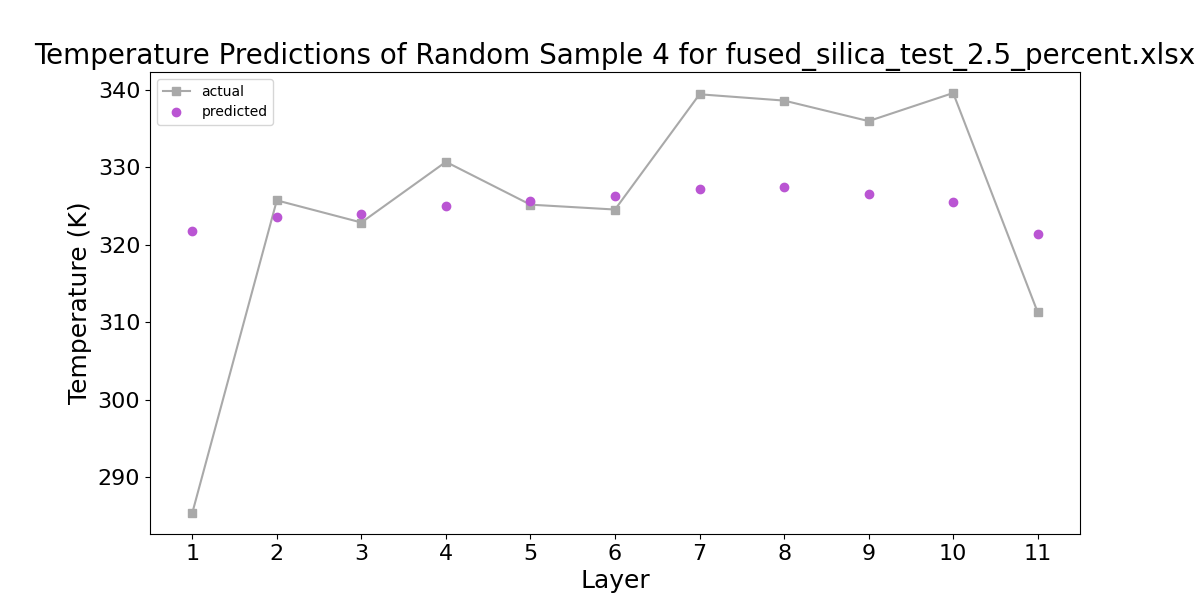 Temperature Predictions of Random Sample 4 for fused_silica_test_2.5_percent.xlsx
actual
predicted
Temperature (K)
340
330
320
310
300
290
1 2 3 4 5 6 7 8 9 10 11
Layer